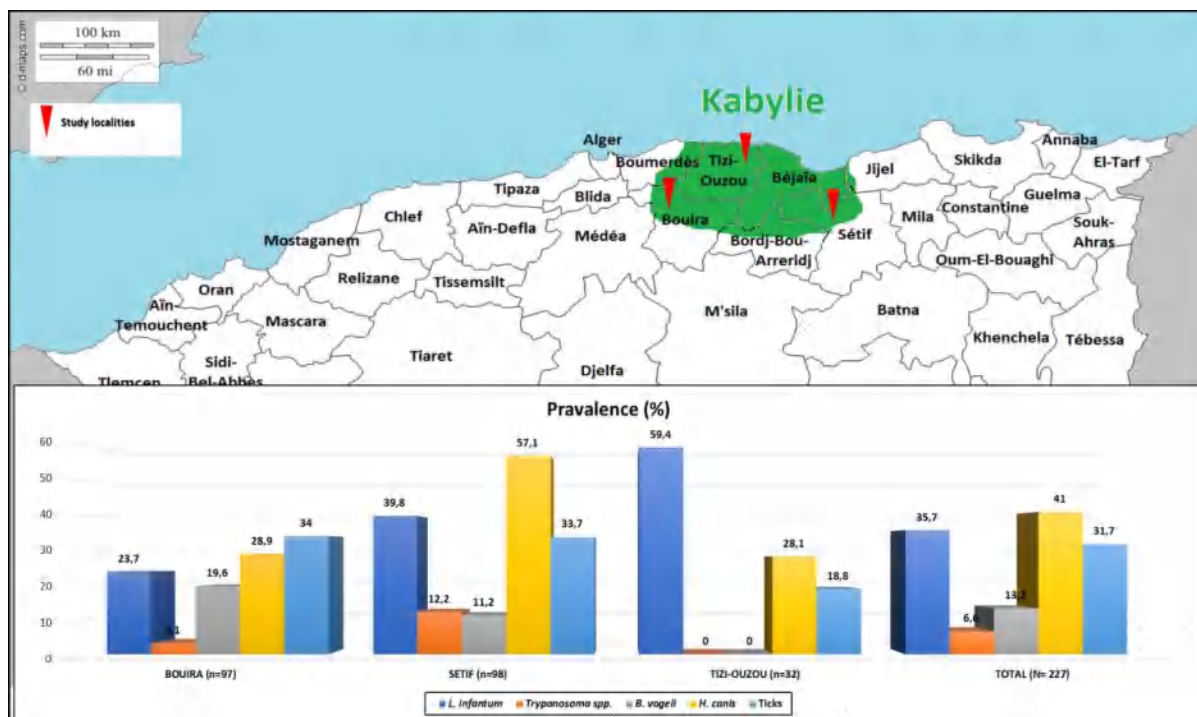 100 km
60 mi
© d-maps.com
Study localities
Kabylie
Alger
Boumerdès
Tizi-
Ouzou
Béjaïa
Jijel
Skikda
Annaba
El-Tarf
Tipaza
Blida
Bouira
Sétif
Mila
Constantine
Guelma
Souk-
Ahras
Chlef
Aïn-Defla
Médéa
Bordj-Bou-
Arreridj
Oum-El-Bouaghi
Mostaganem
Relizane
Tissemsilt
Oran
Aïn-
Temouchent
Mascara
M'sila
Batna
Khenchela
Tébessa
Sidi-
Bel-Abbès
Tlemcen
Tiaret
Djelfa
Pravalence (%)
60
50
40
30
20
10
0
23,7
19,6
28,9
34
39,8
12,2
11,2
57,1
33,7
59,4
0
0
28,1
18,8
35,7
6,6
13,2
41
31,7
BOUIRA (n=97)
SETIF (n=98)
TIZI-OUZOU (n=32)
TOTAL (N= 227)
L. infantum
Trypanosoma spp.
B. vogeli
H. canis
Ticks